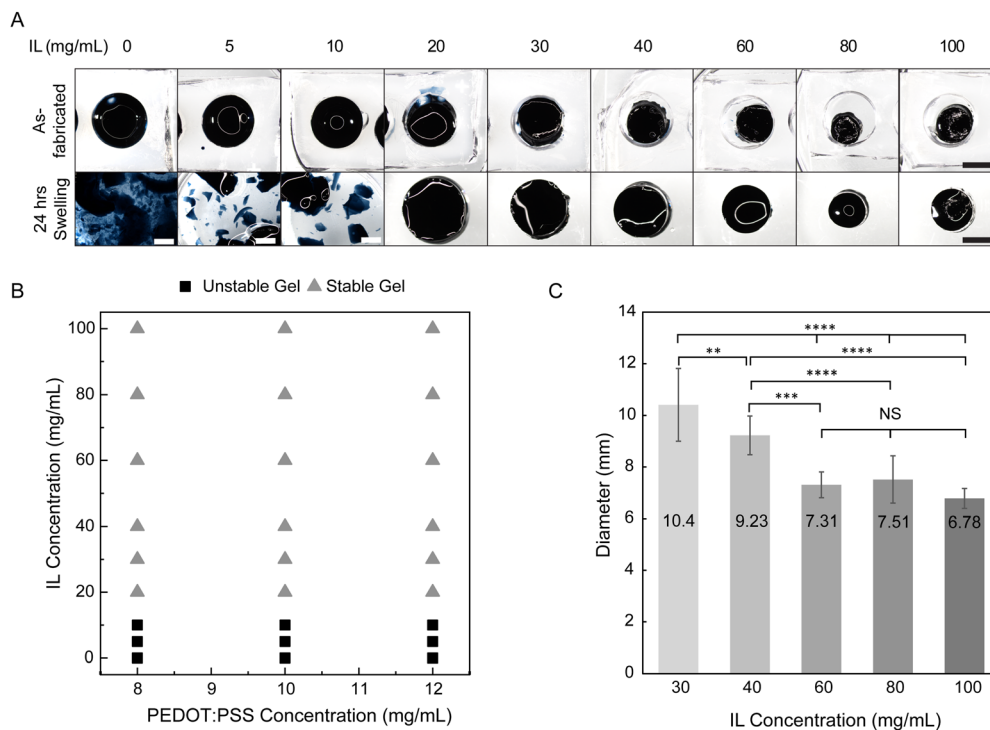 A
IL (mg/mL) 0 5 10 20 30 40 60 80 100
As-
fabricated
24 hrs
Swelling
B
■ Unstable Gel ▲ Stable Gel
100
80
60
40
20
0
8 9 10 11 12
IL Concentration (mg/mL)
PEDOT:PSS Concentration (mg/mL)
C
14
12
10
8
6
4
2
0
Diameter (mm)
****
** ****
****
***
NS
10.4 9.23 7.31 7.51 6.78
30 40 60 80 100
IL Concentration (mg/mL)